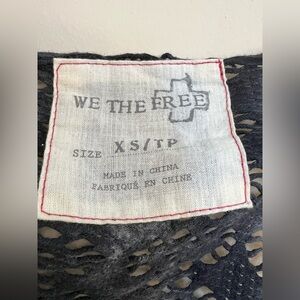 WE THE FREE
SIZE XS/TP
MADE IN CHINA
FABRIQUÉ EN CHINE